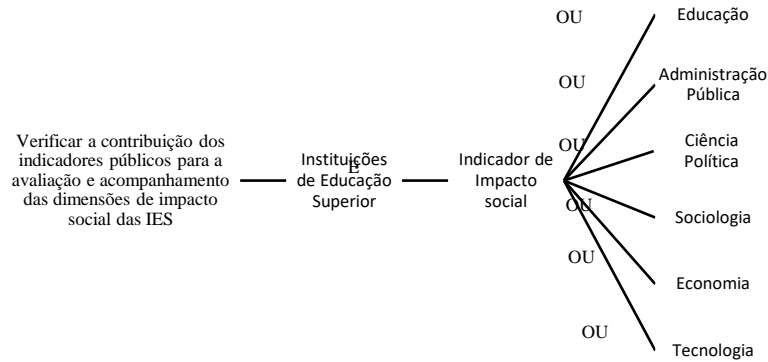 Verificar a contribuição dos
indicadores públicos para a
avaliação e acompanhamento
das dimensões de impacto
social das IES
E
Instituições
de Educação
Superior
Indicador de
Impacto
social
OU
Educação
OU
Administração
Pública
OU
Ciência
Política
OU
Sociologia
OU
Economia
OU
Tecnologia